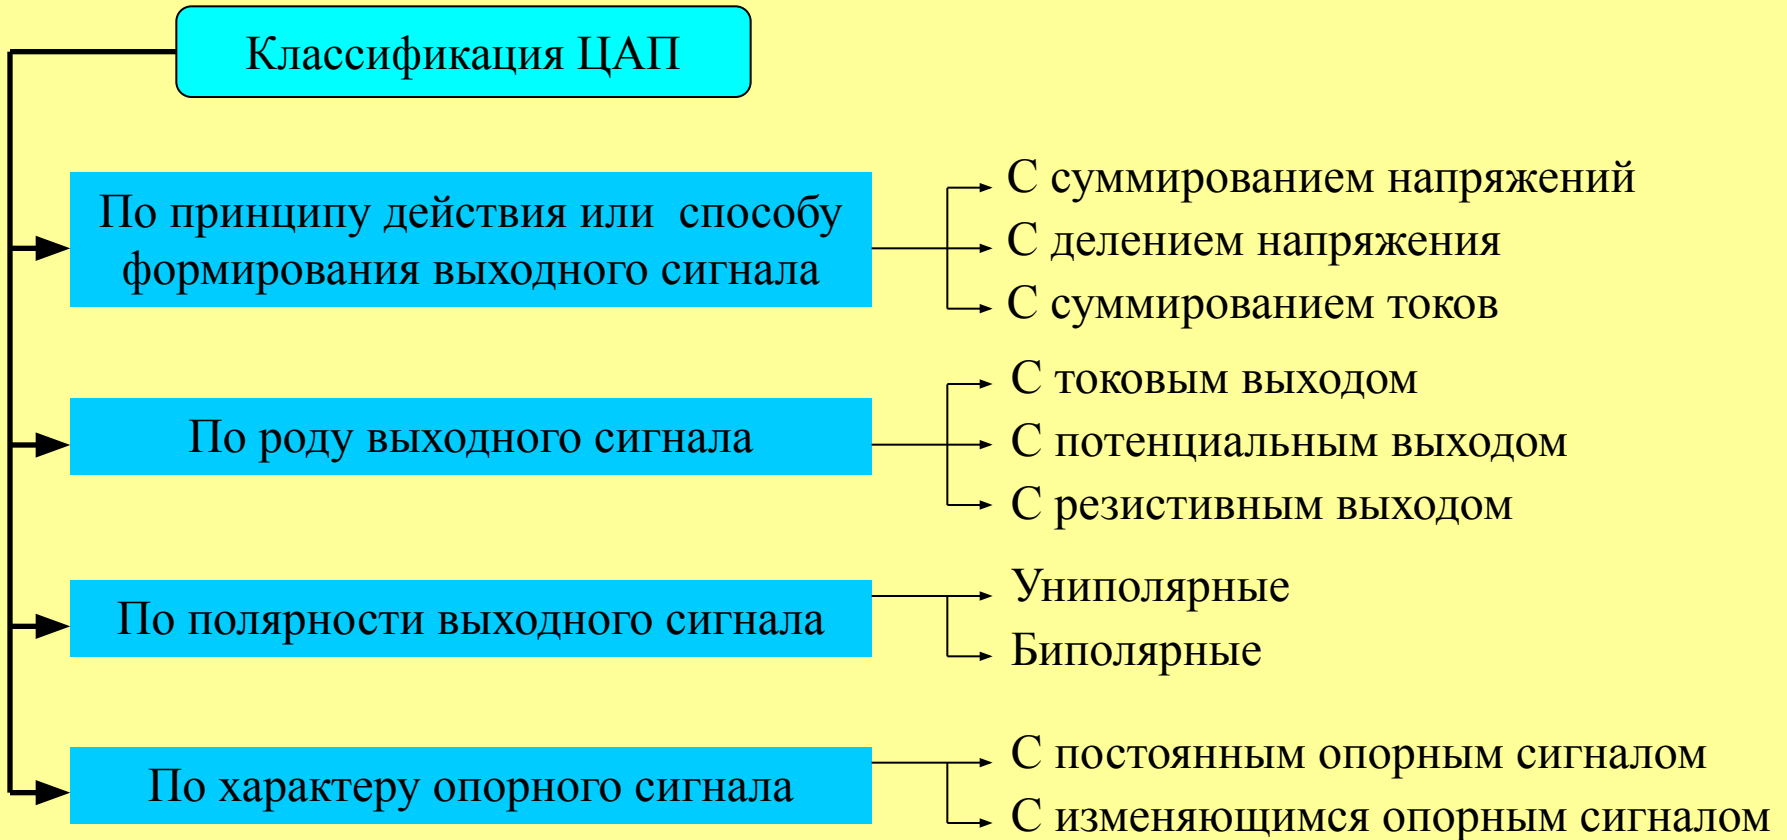 Классификация ЦАП
По принципу действия или способу
формирования выходного сигнала
С суммированием напряжений
С делением напряжения
С суммированием токов
По роду выходного сигнала
С токовым выходом
С потенциальным выходом
С резистивным выходом
По полярности выходного сигнала
Униполярные
Биполярные
По характеру опорного сигнала
С постоянным опорным сигналом
С изменяющимся опорным сигналом